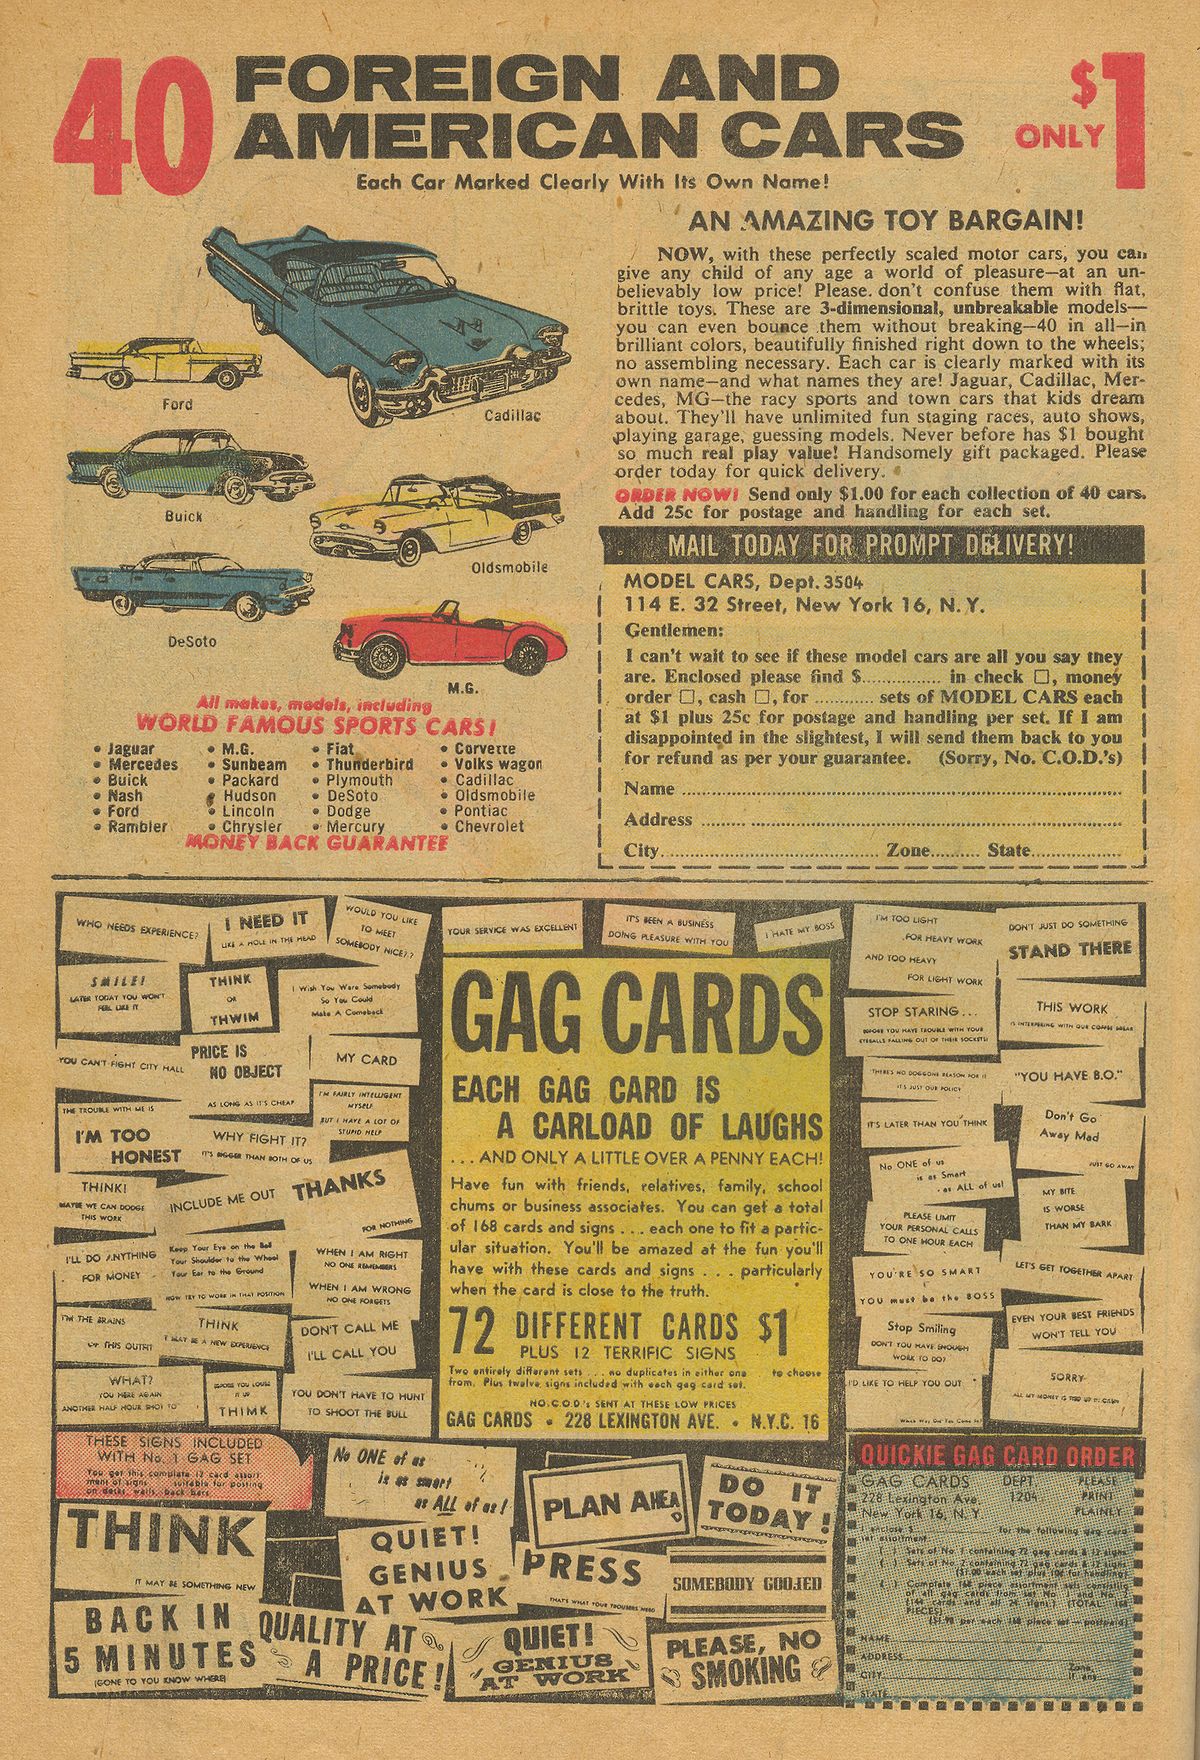 40
FOREIGN AND
AMERICAN CARS
$1
ONLY
Each Car Marked Clearly With Its Own Name!
Ford
Cadillac
Buick
Oldsmobile
DeSoto
M.G.
AN AMAZING TOY BARGAIN!
NOW, with these perfectly scaled motor cars, you can
give any child of any age a world of pleasure—at an un-
believably low price! Please. don't confuse them with flat,
brittle toys. These are 3-dimensional, unbreakable models—
you can even bounce them without breaking—40 in all—in
brilliant colors, beautifully finished right down to the wheels;
no assembling necessary. Each car is clearly marked with its
own name—and what names they are! Jaguar, Cadillac, Mer-
cedes, MG—the racy sports and town cars that kids dream
about. They'll have unlimited fun staging races, auto shows,
playing garage, guessing models. Never before has $1 bought
so much real play value! Handsomely gift packaged. Please
order today for quick delivery.
ORDER NOW! Send only $1.00 for each collection of 40 cars.
Add 25c for postage and handling for each set.
All makes, models, including
WORLD FAMOUS SPORTS CARS!
• Jaguar • M.G. • Fiat • Corvette
• Mercedes • Sunbeam • Thunderbird • Volks wagon
• Buick • Packard • Plymouth • Cadillac
• Nash • Hudson • DeSoto • Oldsmobile
• Ford • Lincoln • Dodge • Pontiac
• Rambler • Chrysler • Mercury • Chevrolet
MONEY BACK GUARANTEE
MAIL TODAY FOR PROMPT DELIVERY!
MODEL CARS, Dept. 3504
114 E. 32 Street, New York 16, N.Y.
Gentlemen:
I can't wait to see if these model cars are all you say they
are. Enclosed please find $............... in check □, money
order □, cash □, for ............ sets of MODEL CARS each
at $1 plus 25c for postage and handling per set. If I am
disappointed in the slightest, I will send them back to you
for refund as per your guarantee. (Sorry, No. C.O.D.'s)
Name
Address
City Zone State
WHO NEEDS EXPERIENCE?
I NEED IT
LIKE A HOLE IN THE HEAD
WOULD YOU LIKE
TO MEET
SOMEBODY NICE?.?
YOUR SERVICE WAS EXCELLENT
IT'S BEEN A BUSINESS
DOING PLEASURE WITH YOU
I HATE MY BOSS
I'M TOO LIGHT
FOR HEAVY WORK
AND TOO HEAVY
FOR LIGHT WORK
DON'T JUST DO SOMETHING
STAND THERE
SMILE!
LATER TODAY YOU WON'T
FEEL LIKE IT
THINK
OR
THWIM
I Wish You Were Somebody
So You Could
Make A Comeback
STOP STARING...
BEFORE YOU HAVE TROUBLE WITH YOUR
EYEBALLS FALLING OUT OF THEIR SOCKETS!
THIS WORK
IS INTERFERING WITH OUR COFFEE BREAK
YOU CAN'T FIGHT CITY HALL
PRICE IS
NO OBJECT
AS LONG AS IT'S CHEAP
MY CARD
THERE'S NO DOGGONE REASON FOR IT
IT'S JUST OUR POLICY
"YOU HAVE B.O."
THE TROUBLE WITH ME IS
I'M TOO
HONEST
WHY FIGHT IT?
IT'S BIGGER THAN BOTH OF US
I'M FAIRLY INTELLIGENT
MYSELF
BUT I HAVE A LOT OF
STUPID HELP
IT'S LATER THAN YOU THINK
Don't Go
Away Mad
JUST GO AWAY
THINK!
MAYBE WE CAN DODGE
THIS WORK
INCLUDE ME OUT
THANKS
FOR NOTHING
No ONE of us
is as Smart
as ALL of us!
MY BITE
IS WORSE
THAN MY BARK
PLEASE LIMIT
YOUR PERSONAL CALLS
TO ONE HOUR EACH
I'LL DO ANYTHING
FOR MONEY
Keep Your Eye on the Ball
Your Shoulder to the Wheel
Your Ear to the Ground
NOW TRY TO WORK IN THAT POSITION
WHEN I AM RIGHT
NO ONE REMEMBERS
WHEN I AM WRONG
NO ONE FORGETS
YOU'RE SO SMART
YOU must be the BOSS
LET'S GET TOGETHER APART
I'M THE BRAINS
OF THIS OUTFIT
THINK
IT MAY BE A NEW EXPERIENCE
DON'T CALL ME
I'LL CALL YOU
Stop Smiling
DON'T YOU HAVE ENOUGH
WORK TO DO?
EVEN YOUR BEST FRIENDS
WON'T TELL YOU
WHAT?
YOU HERE AGAIN
ANOTHER HALF HOUR SHOT TO
BEFORE YOU LOUSE
IT UP
THIMK
YOU DON'T HAVE TO HUNT
TO SHOOT THE BULL
I'D LIKE TO HELP YOU OUT
Which Way Did You Come In?
SORRY
ALL MY MONEY IS TIED UP IN CASH
GAG CARDS
EACH GAG CARD IS
A CARLOAD OF LAUGHS
...AND ONLY A LITTLE OVER A PENNY EACH!
Have fun with friends, relatives, family, school
chums or business associates. You can get a total
of 168 cards and signs . . . each one to fit a partic-
ular situation. You'll be amazed at the fun you'll
have with these cards and signs . . . particularly
when the card is close to the truth.
72 DIFFERENT CARDS $1
PLUS 12 TERRIFIC SIGNS
Two entirely different sets . . . no duplicates in either one to choose
from. Plus twelve signs included with each gag card set.
NO.C.O.D.'s SENT AT THESE LOW PRICES
GAG CARDS • 228 LEXINGTON AVE. • N.Y.C. 16
THESE SIGNS INCLUDED
WITH No. 1 GAG SET
You get this complete 12 card assort
ment of signs suitable for posting
on desks, walls, back bars
THINK
IT MAY BE SOMETHING NEW
No ONE of us
is as smart
as ALL of us!
PLAN AHEAD
DO IT
TODAY!
QUIET!
GENIUS
AT WORK
PRESS
THAT'S WHAT YOUR TROUSERS NEED
SOMEBODY GOOJED
BACK IN
5 MINUTES
(GONE TO YOU KNOW WHERE)
QUALITY AT
A PRICE!
QUIET!
GENIUS
AT WORK
PLEASE, NO
SMOKING
QUICKIE GAG CARD ORDER
GAG CARDS DEPT PLEASE
228 Lexington Ave. 1204 PRINT
New York 16, N. Y PLAINLY
I enclose $ for the following gag card
set assortment
Sets of No 1 containing 72 gag cards & 12 signs
( ) Sets of No 2 containing 72 gag cards & 12 signs
($1.00 each set plus 10¢ for handling)
( ) Complete 168 piece assortment sets consisting
of all gag cards from set No 1 and No 2
(144 cards and all 24 signs) (TOTAL: 168
PIECES)
per each 168 piece set postpaid)
NAME
ADDRESS
CITY Zone, if any
STATE